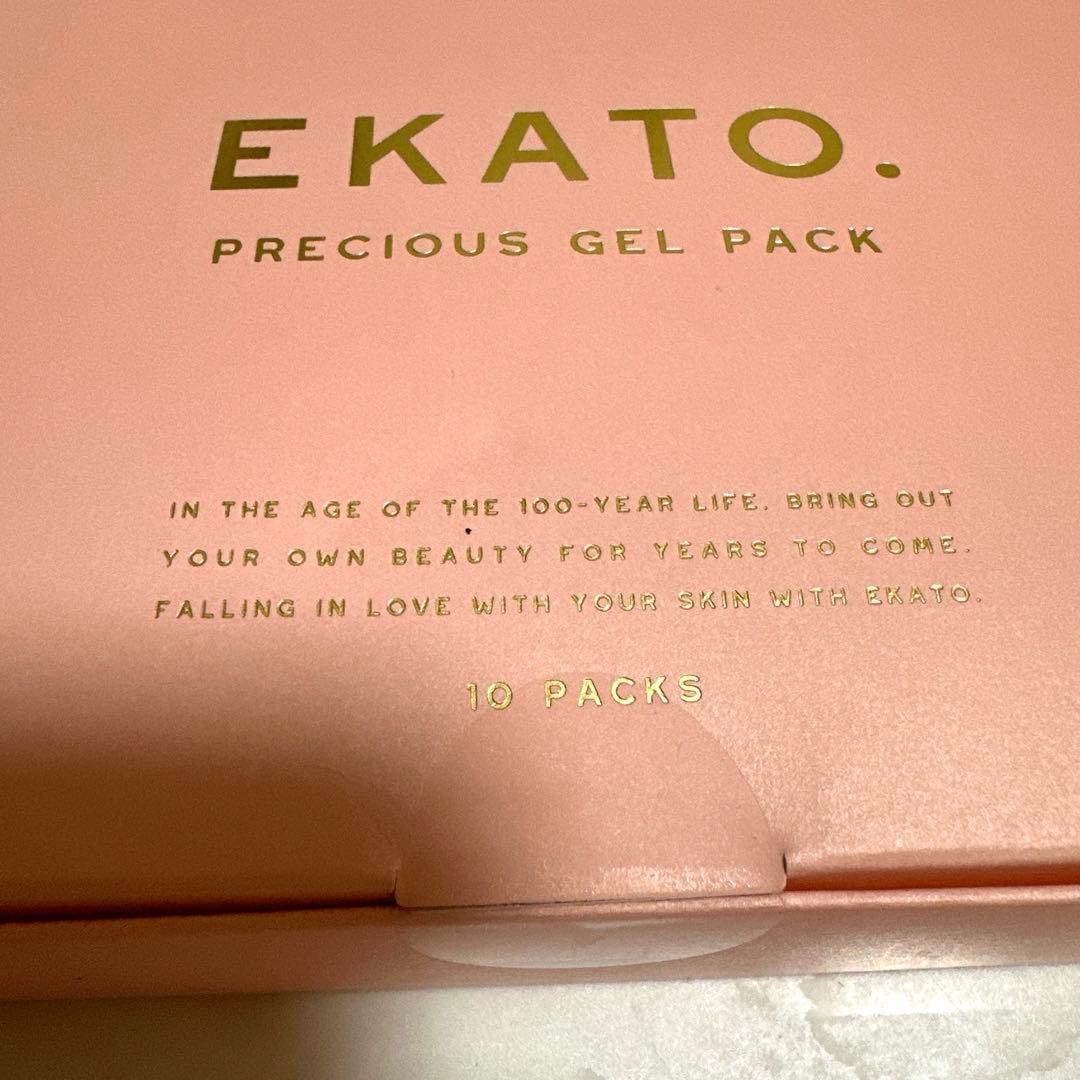 EKATO.
PRECIOUS GEL PACK
IN THE AGE OF THE 100-YEAR LIFE. BRING OUT
YOUR OWN BEAUTY FOR YEARS TO COME.
FALLING IN LOVE WITH YOUR SKIN WITH EKATO.
10 PACKS